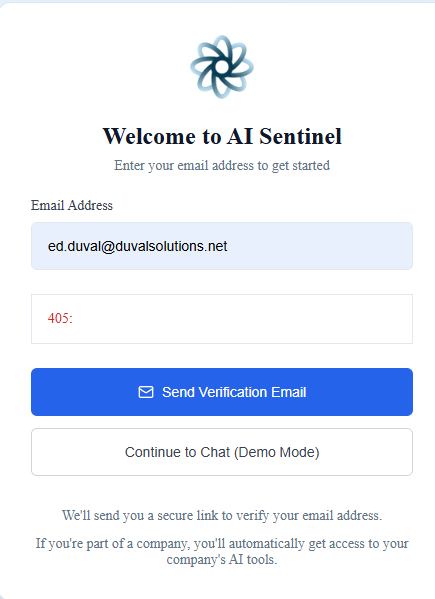 Welcome to AI Sentinel
Enter your email address to get started
Email Address
ed.duval@duvalsolutions.net
405:
Send Verification Email
Continue to Chat (Demo Mode)
We'll send you a secure link to verify your email address.
If you're part of a company, you'll automatically get access to your
company's AI tools.